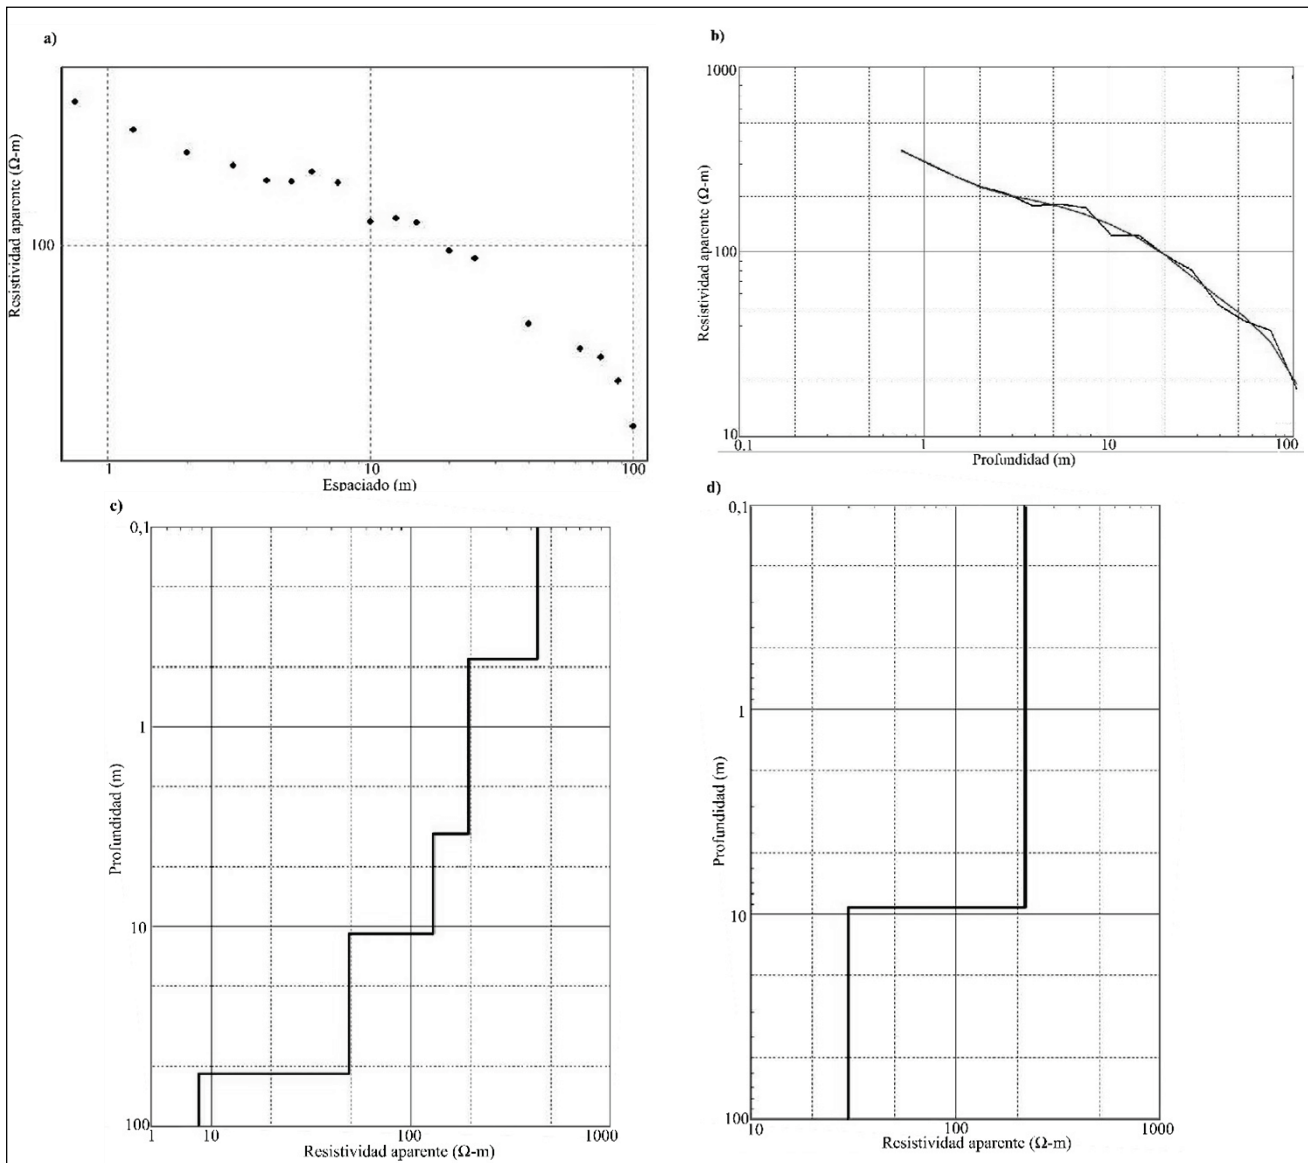 a)
Resistividad aparente (Ω-m)
100
1 10 100
Espaciado (m)
b)
Resistividad aparente (Ω-m)
1000
100
10
0.1 1 10 100
Profundidad (m)
c)
Profundidad (m)
0,1
1
10
100
1 10 100 1000
Resistividad aparente (Ω-m)
d)
Profundidad (m)
0,1
1
10
100
10 100 1000
Resistividad aparente (Ω-m)